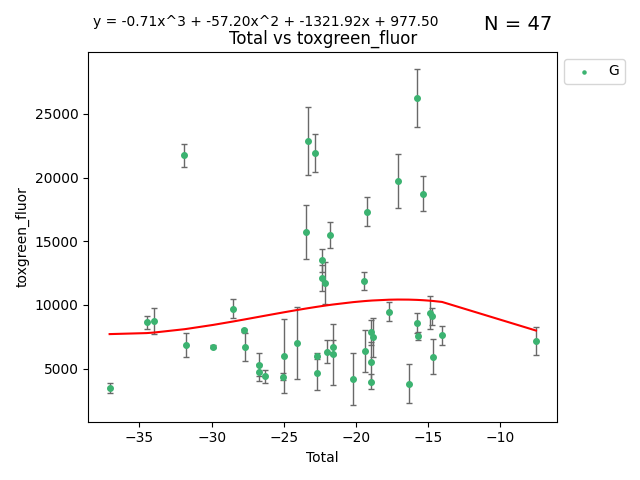 y = -0.71x^3 + -57.20x^2 + -1321.92x + 977.50
N = 47
Total vs toxgreen_fluor
G
25000
20000
15000
10000
5000
toxgreen_fluor
−35 −30 −25 −20 −15 −10
Total